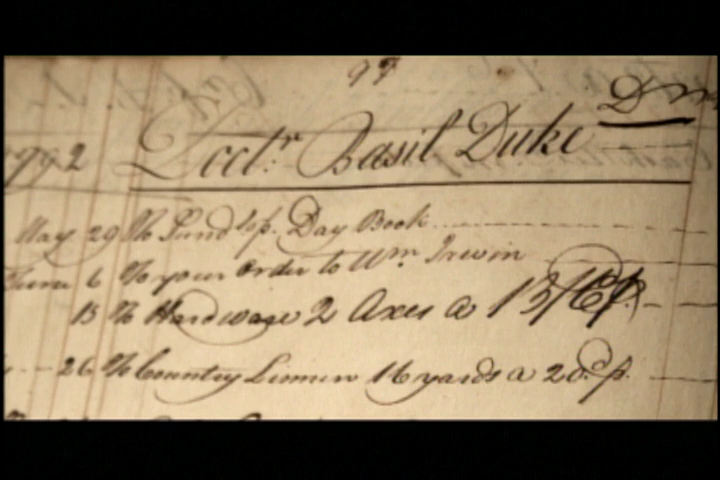 97
Dr
1792 Doct.r Basil Duke
May 29 To Sund Day Book
June 6 To your Order to Wm Irwin
13 To Hardwage 2 Axes a 13/6
26 To Country Linnen 16 yards a 20.d p.